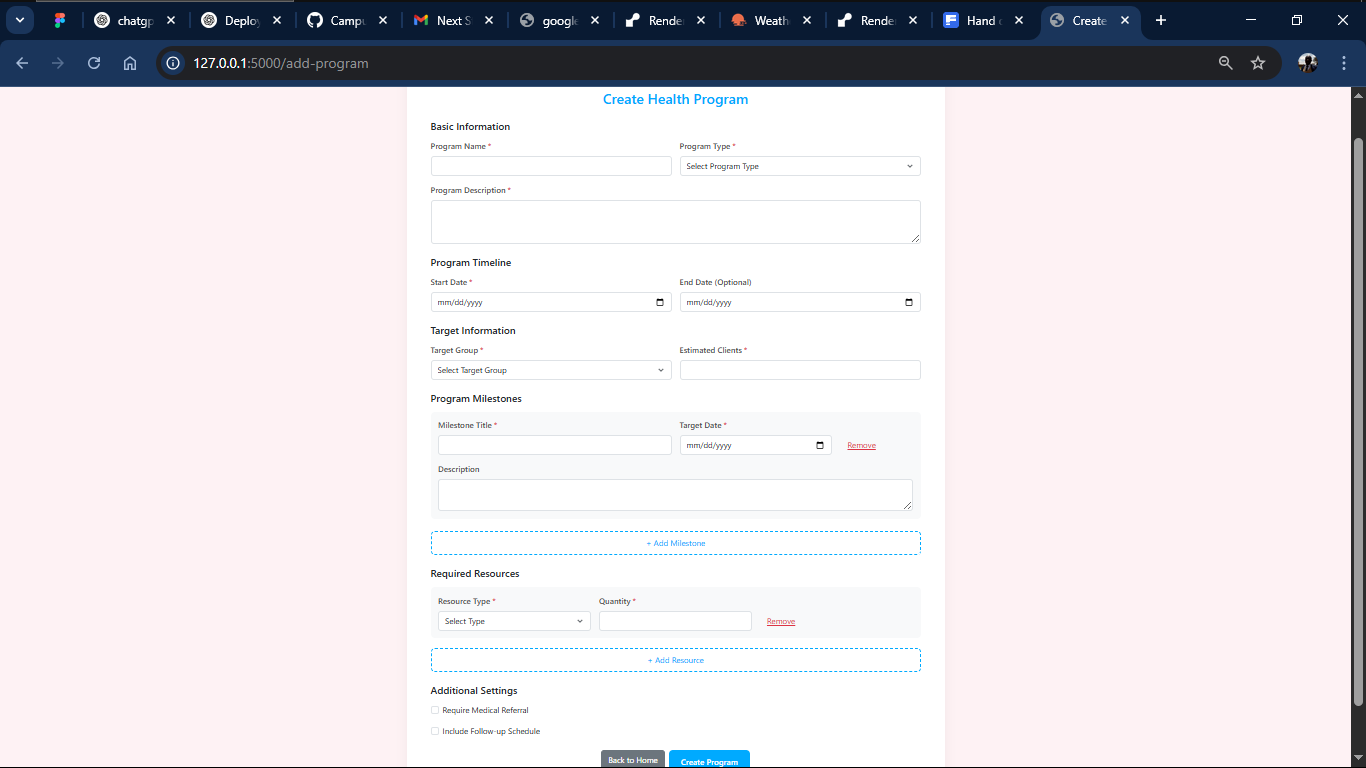 chatgp
Deploy
Campu
Next S
google
Render
Weath
Render
Hand c
Create
127.0.0.1:5000/add-program
Create Health Program
Basic Information
Program Name *
Program Type *
Select Program Type
Program Description *
Program Timeline
Start Date *
End Date (Optional)
mm/dd/yyyy
mm/dd/yyyy
Target Information
Target Group *
Estimated Clients *
Select Target Group
Program Milestones
Milestone Title *
Target Date *
mm/dd/yyyy
Remove
Description
+ Add Milestone
Required Resources
Resource Type *
Quantity *
Select Type
Remove
+ Add Resource
Additional Settings
Require Medical Referral
Include Follow-up Schedule
Back to Home
Create Program